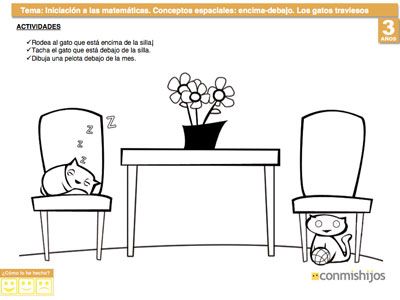 Tema: Iniciación a las matemáticas. Conceptos espaciales: encima-debajo. Los gatos traviesos
3
AÑOS
ACTIVIDADES
✓Rodea al gato que está encima de la silla|
✓Tacha el gato que está debajo de la silla.
✓Dibuja una pelota debajo de la mes.
Z
Z
Z
Z
¿Cómo lo he hecho?
conmishijos